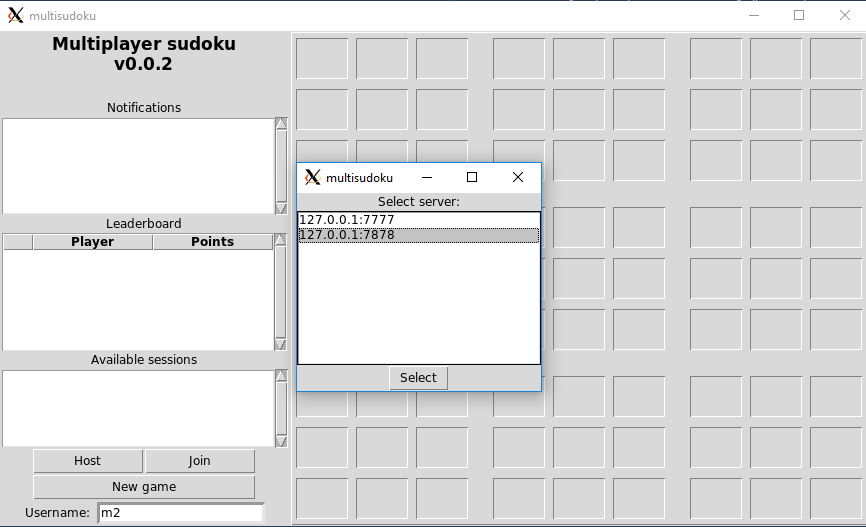 multisudoku
Multiplayer sudoku
v0.0.2
Notifications
Leaderboard
Player Points
Available sessions
Host Join
New game
Username: m2
multisudoku
Select server:
127.0.0.1:7777
127.0.0.1:7878
Select